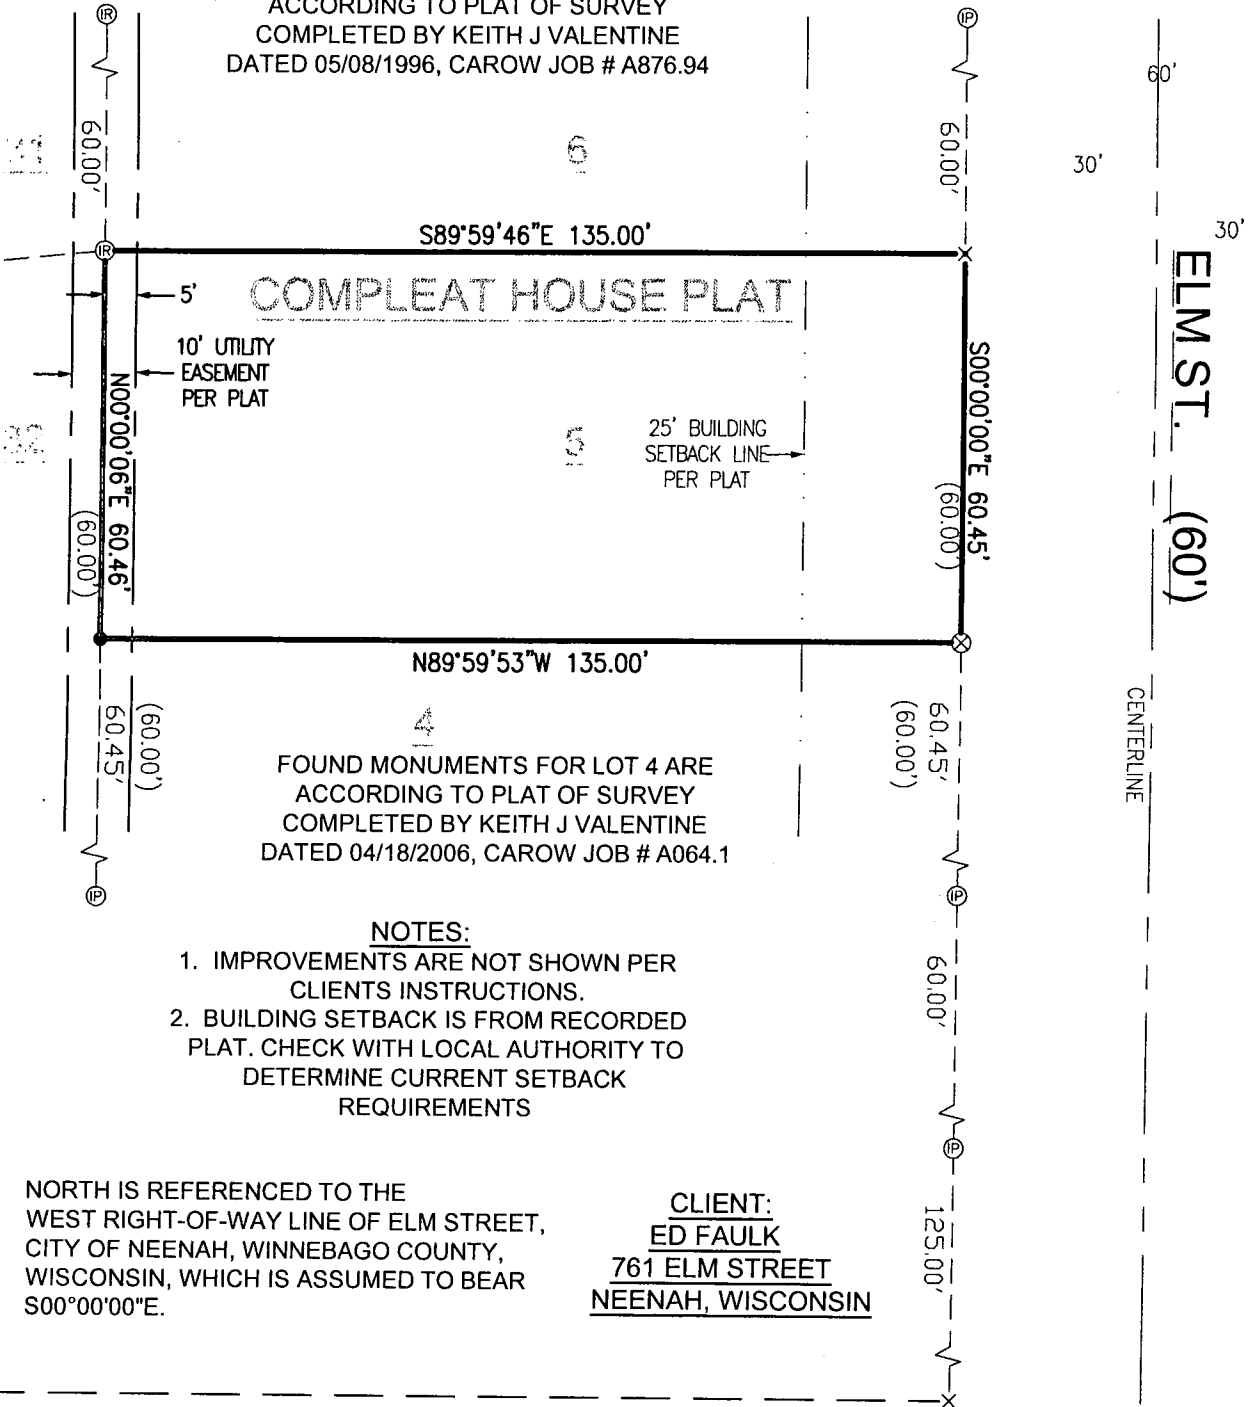 ACCORDING TO PLAT OF SURVEY
COMPLETED BY KEITH J VALENTINE
DATED 05/08/1996, CAROW JOB # A876.94
IR
IP
60'
60.00'
60.00'
31
6
30'
30'
S89°59'46"E 135.00'
IR
COMPLEAT HOUSE PLAT
5'
10' UTILITY
EASEMENT
PER PLAT
N00°00'06"E 60.46'
(60.00')
32
5
25' BUILDING
SETBACK LINE
PER PLAT
S00°00'00"E 60.45'
(60.00')
ELM ST. (60')
N89°59'53"W 135.00'
60.45'
(60.00')
4
60.45'
(60.00')
CENTERLINE
FOUND MONUMENTS FOR LOT 4 ARE
ACCORDING TO PLAT OF SURVEY
COMPLETED BY KEITH J VALENTINE
DATED 04/18/2006, CAROW JOB # A064.1
IP
IP
NOTES:
1. IMPROVEMENTS ARE NOT SHOWN PER
CLIENTS INSTRUCTIONS.
2. BUILDING SETBACK IS FROM RECORDED
PLAT. CHECK WITH LOCAL AUTHORITY TO
DETERMINE CURRENT SETBACK
REQUIREMENTS
60.00'
IP
NORTH IS REFERENCED TO THE
WEST RIGHT-OF-WAY LINE OF ELM STREET,
CITY OF NEENAH, WINNEBAGO COUNTY,
WISCONSIN, WHICH IS ASSUMED TO BEAR
S00°00'00"E.
CLIENT:
ED FAULK
761 ELM STREET
NEENAH, WISCONSIN
125.00'